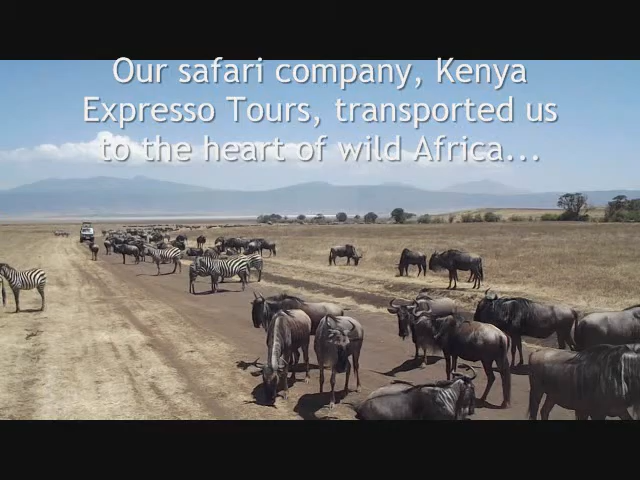 Our safari company, Kenya
Expresso Tours, transported us
to the heart of wild Africa...